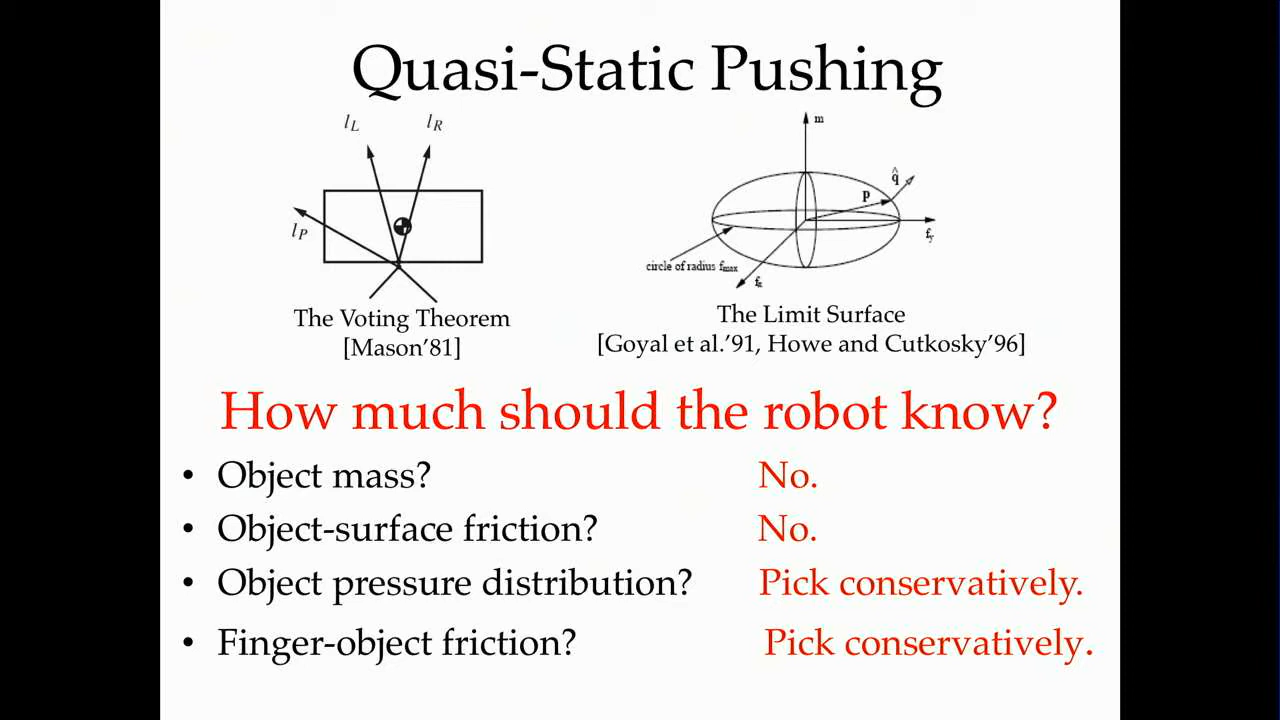 Quasi-Static Pushing
l_L l_R
l_P
m
q̂
p
f_y
circle of radius f_max
f_x
The Voting Theorem
[Mason'81]
The Limit Surface
[Goyal et al.'91, Howe and Cutkosky'96]
How much should the robot know?
• Object mass? No.
• Object-surface friction? No.
• Object pressure distribution? Pick conservatively.
• Finger-object friction? Pick conservatively.